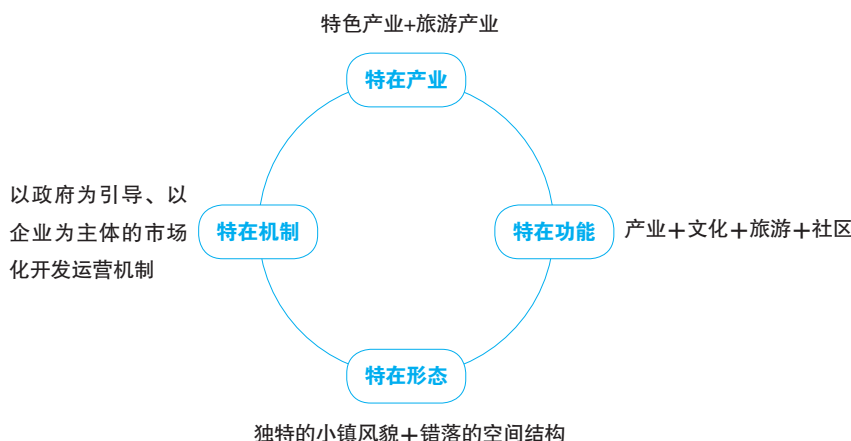 特色产业+旅游产业
特在产业
以政府为引导、以
企业为主体的市场
化开发运营机制
特在机制
特在功能
产业＋文化＋旅游＋社区
特在形态
独特的小镇风貌＋错落的空间结构